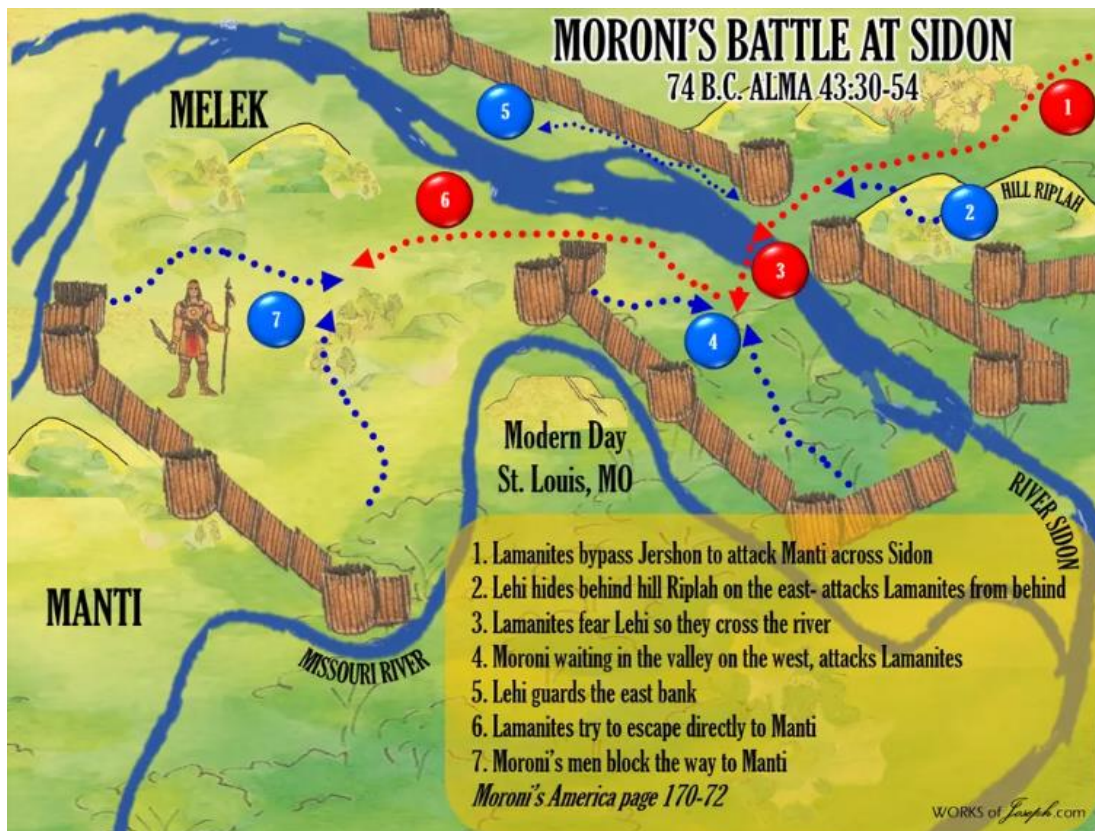 MORONI'S BATTLE AT SIDON
74 B.C. ALMA 43:30-54
1
5
MELEK
6
2
HILL RIPLAH
3
7
4
Modern Day
St. Louis, MO
RIVER SIDON
MANTI
MISSOURI RIVER
1. Lamanites bypass Jershon to attack Manti across Sidon
2. Lehi hides behind hill Riplah on the east- attacks Lamanites from behind
3. Lamanites fear Lehi so they cross the river
4. Moroni waiting in the valley on the west, attacks Lamanites
5. Lehi guards the east bank
6. Lamanites try to escape directly to Manti
7. Moroni's men block the way to Manti
Moroni's America page 170-72
WORKS of Joseph.com